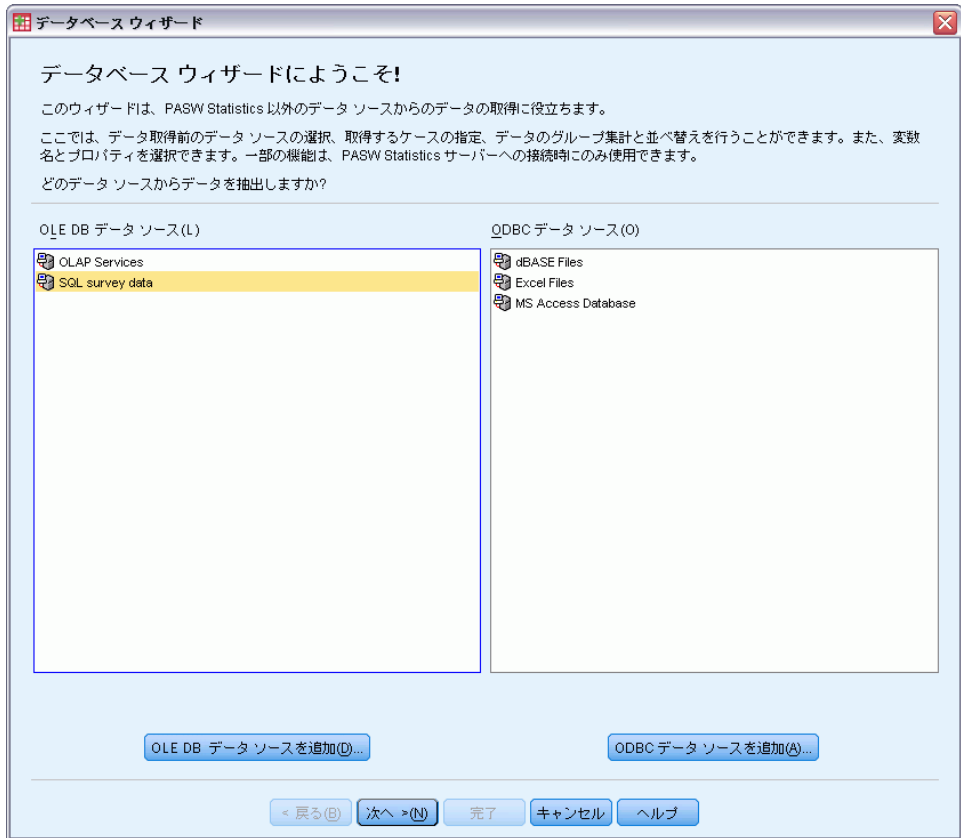 データベース ウィザード
データベース ウィザードにようこそ!
このウィザードは、PASW Statistics 以外のデータ ソースからのデータの取得に役立ちます。
ここでは、データ取得前のデータ ソースの選択、取得するケースの指定、データのグループ集計と並べ替えを行うことができます。また、変数
名とプロパティを選択できます。一部の機能は、PASW Statistics サーバーへの接続時にのみ使用できます。
どのデータ ソースからデータを抽出しますか?
OLE DB データ ソース(L)
OLAP Services
SQL survey data
ODBC データ ソース(O)
dBASE Files
Excel Files
MS Access Database
OLE DB データ ソースを追加(D)...
ODBC データ ソースを追加(A)...
< 戻る(B)
次へ >(N)
完了
キャンセル
ヘルプ